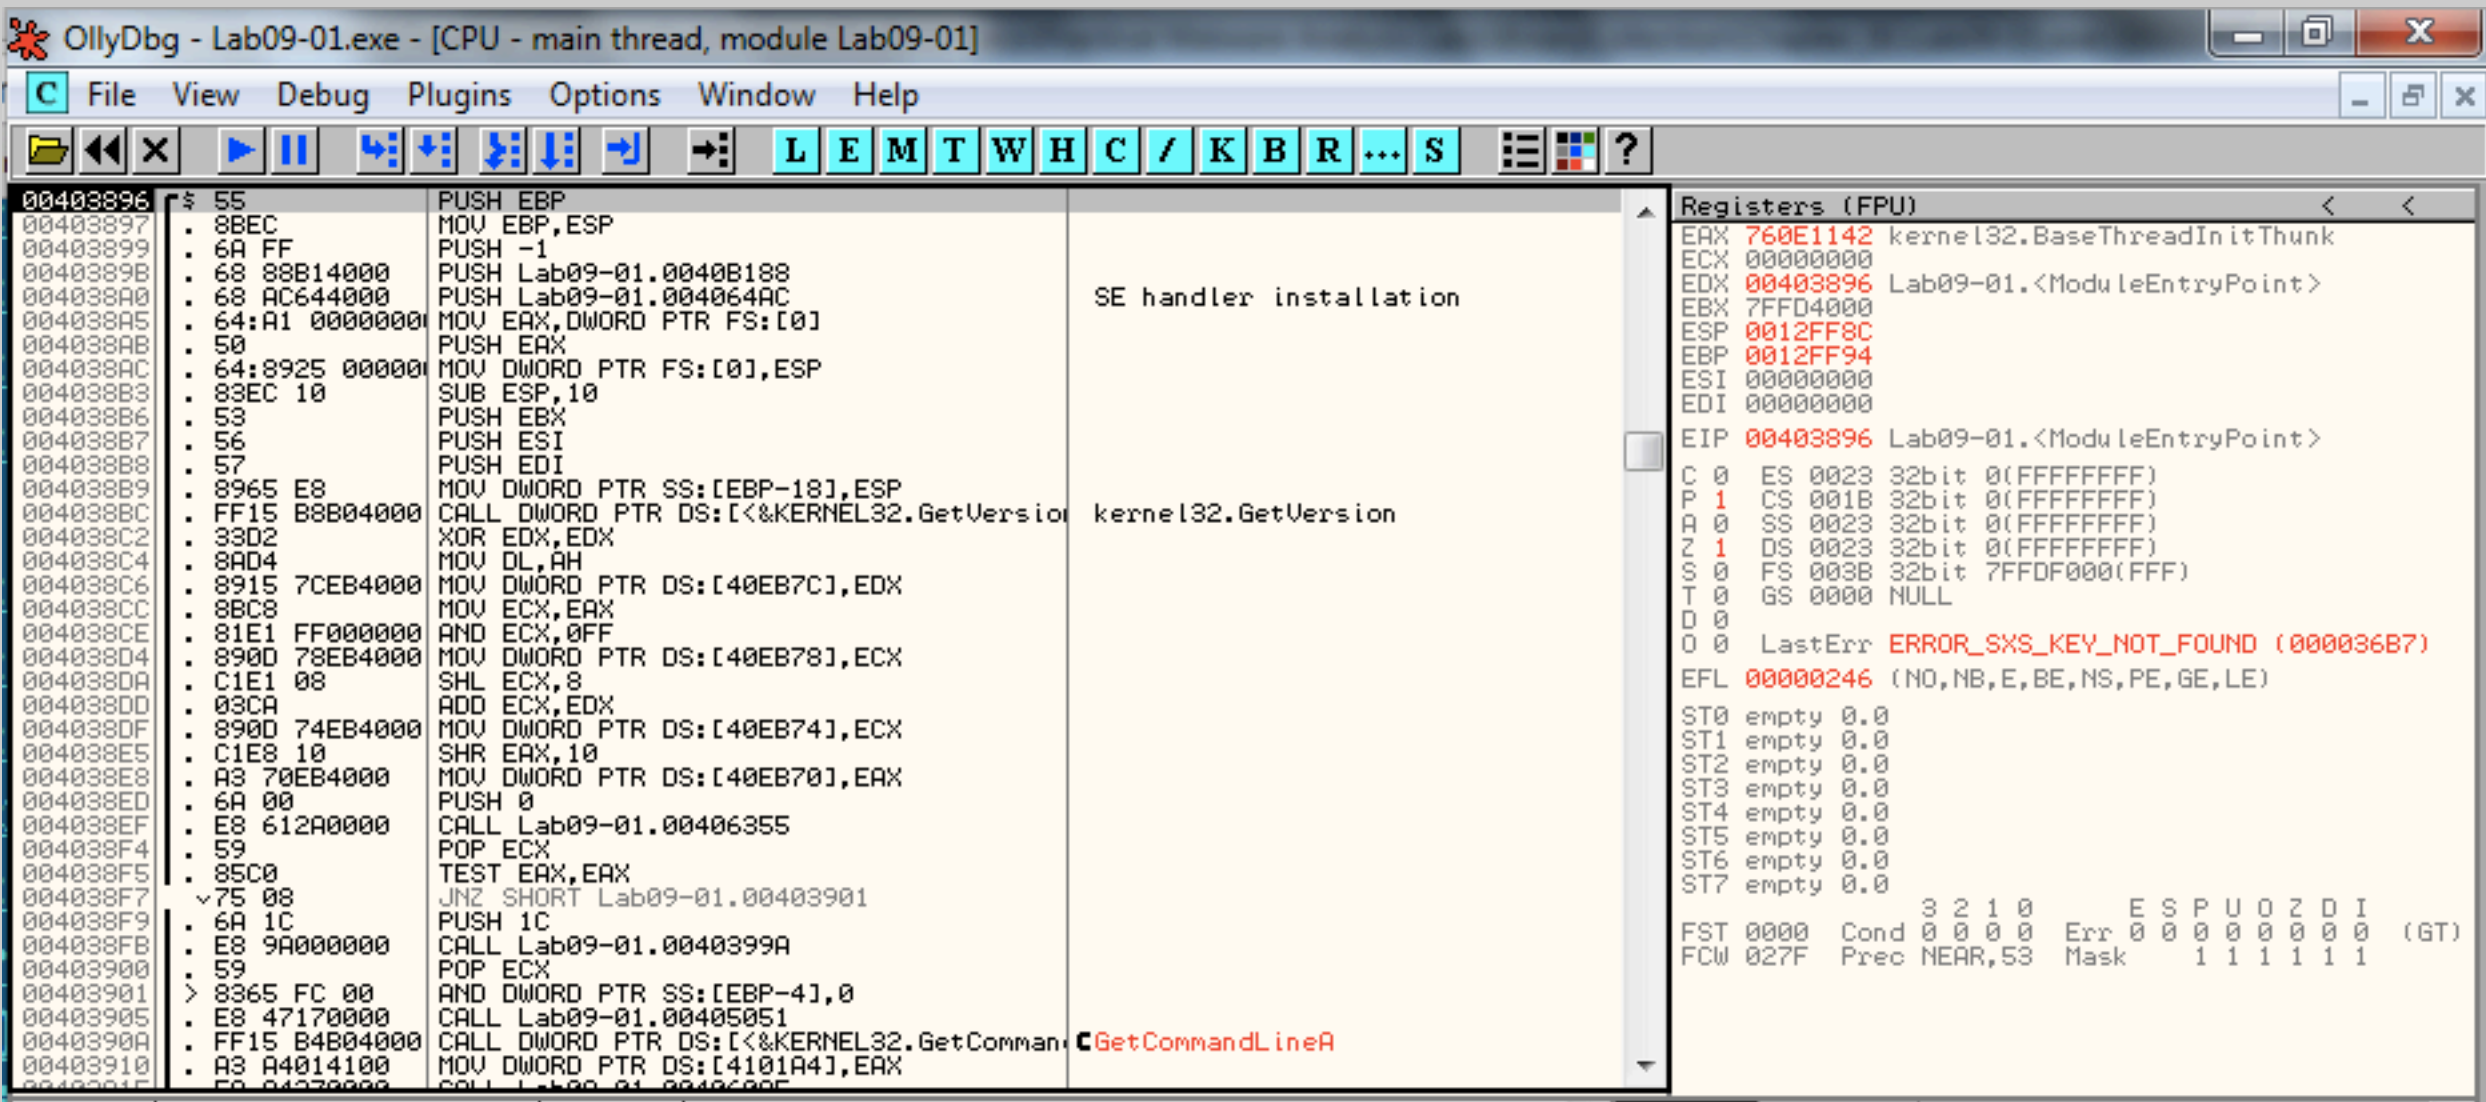 OllyDbg - Lab09-01.exe - [CPU - main thread, module Lab09-01]
C File View Debug Plugins Options Window Help
L E M T W H C / K B R ... S ?
00403896 $ 55 PUSH EBP
00403897 . 8BEC MOV EBP,ESP
00403899 . 6A FF PUSH -1
0040389B . 68 88B14000 PUSH Lab09-01.0040B188
004038A0 . 68 AC644000 PUSH Lab09-01.004064AC SE handler installation
004038A5 . 64:A1 00000000 MOV EAX,DWORD PTR FS:[0]
004038AB . 50 PUSH EAX
004038AC . 64:8925 00000 MOV DWORD PTR FS:[0],ESP
004038B3 . 83EC 10 SUB ESP,10
004038B6 . 53 PUSH EBX
004038B7 . 56 PUSH ESI
004038B8 . 57 PUSH EDI
004038B9 . 8965 E8 MOV DWORD PTR SS:[EBP-18],ESP
004038BC . FF15 B8B04000 CALL DWORD PTR DS:[<&KERNEL32.GetVersion kernel32.GetVersion
004038C2 . 33D2 XOR EDX,EDX
004038C4 . 8AD4 MOV DL,AH
004038C6 . 8915 7CEB4000 MOV DWORD PTR DS:[40EB7C],EDX
004038CC . 8BC8 MOV ECX,EAX
004038CE . 81E1 FF000000 AND ECX,0FF
004038D4 . 890D 78EB4000 MOV DWORD PTR DS:[40EB78],ECX
004038DA . C1E1 08 SHL ECX,8
004038DD . 03CA ADD ECX,EDX
004038DF . 890D 74EB4000 MOV DWORD PTR DS:[40EB74],ECX
004038E5 . C1E8 10 SHR EAX,10
004038E8 . A3 70EB4000 MOV DWORD PTR DS:[40EB70],EAX
004038ED . 6A 00 PUSH 0
004038EF . E8 612A0000 CALL Lab09-01.00406355
004038F4 . 59 POP ECX
004038F5 . 85C0 TEST EAX,EAX
004038F7 75 08 JNZ SHORT Lab09-01.00403901
004038F9 . 6A 1C PUSH 1C
004038FB . E8 9A000000 CALL Lab09-01.0040399A
00403900 . 59 POP ECX
00403901 > 8365 FC 00 AND DWORD PTR SS:[EBP-4],0
00403905 . E8 47170000 CALL Lab09-01.00405051
0040390A . FF15 B4B04000 CALL DWORD PTR DS:[<&KERNEL32.GetComman GetCommandLineA
00403910 . A3 A4014100 MOV DWORD PTR DS:[4101A4],EAX
Registers (FPU) < <
EAX 760E1142 kernel32.BaseThreadInitThunk
ECX 00000000
EDX 00403896 Lab09-01.<ModuleEntryPoint>
EBX 7FFD4000
ESP 0012FF8C
EBP 0012FF94
ESI 00000000
EDI 00000000
EIP 00403896 Lab09-01.<ModuleEntryPoint>
C 0 ES 0023 32bit 0(FFFFFFFF)
P 1 CS 001B 32bit 0(FFFFFFFF)
A 0 SS 0023 32bit 0(FFFFFFFF)
Z 1 DS 0023 32bit 0(FFFFFFFF)
S 0 FS 003B 32bit 7FFDF000(FFF)
T 0 GS 0000 NULL
D 0
O 0 LastErr ERROR_SXS_KEY_NOT_FOUND (000036B7)
EFL 00000246 (NO,NB,E,BE,NS,PE,GE,LE)
ST0 empty 0.0
ST1 empty 0.0
ST2 empty 0.0
ST3 empty 0.0
ST4 empty 0.0
ST5 empty 0.0
ST6 empty 0.0
ST7 empty 0.0
3 2 1 0 E S P U O Z D I
FST 0000 Cond 0 0 0 0 Err 0 0 0 0 0 0 0 0 (GT)
FCW 027F Prec NEAR,53 Mask 1 1 1 1 1 1